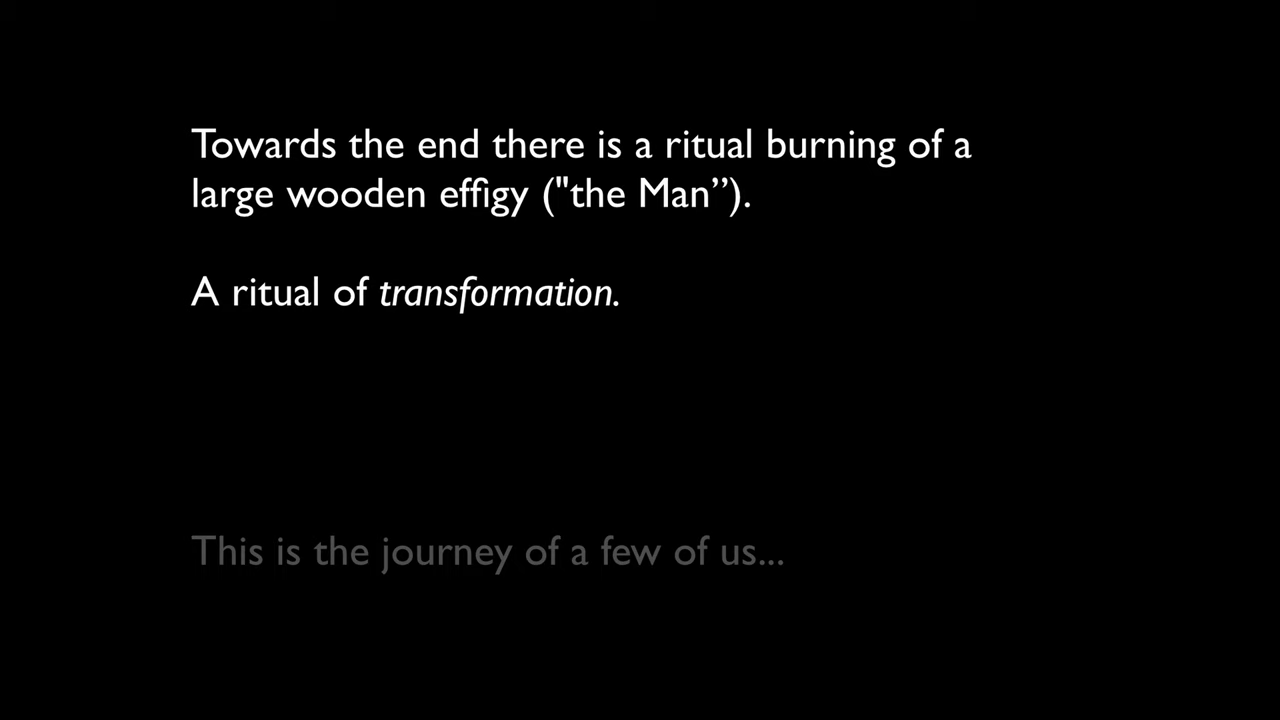 Towards the end there is a ritual burning of a
large wooden effigy ("the Man”).
A ritual of transformation.
This is the journey of a few of us...